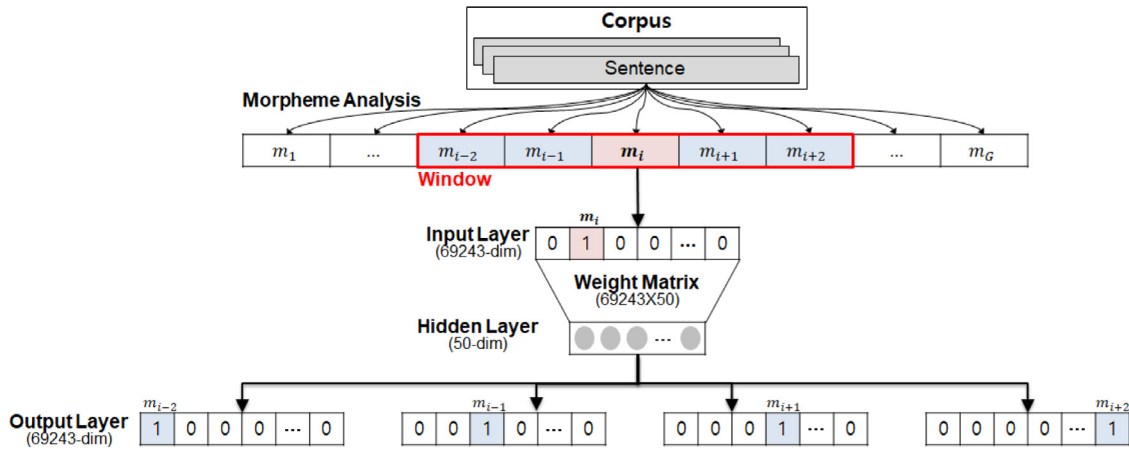 Corpus
Sentence
Morpheme Analysis
m₁ ... mᵢ₋₂ mᵢ₋₁ mᵢ mᵢ₊₁ mᵢ₊₂ ... m_G
Window
mᵢ
Input Layer
(69243-dim)
0 1 0 0 ... 0
Weight Matrix
(69243X50)
Hidden Layer
(50-dim)
...
mᵢ₋₂ mᵢ₋₁ mᵢ₊₁ mᵢ₊₂
Output Layer
(69243-dim)
1 0 0 0 ... 0 0 0 1 0 ... 0 0 0 0 1 ... 0 0 0 0 0 ... 1